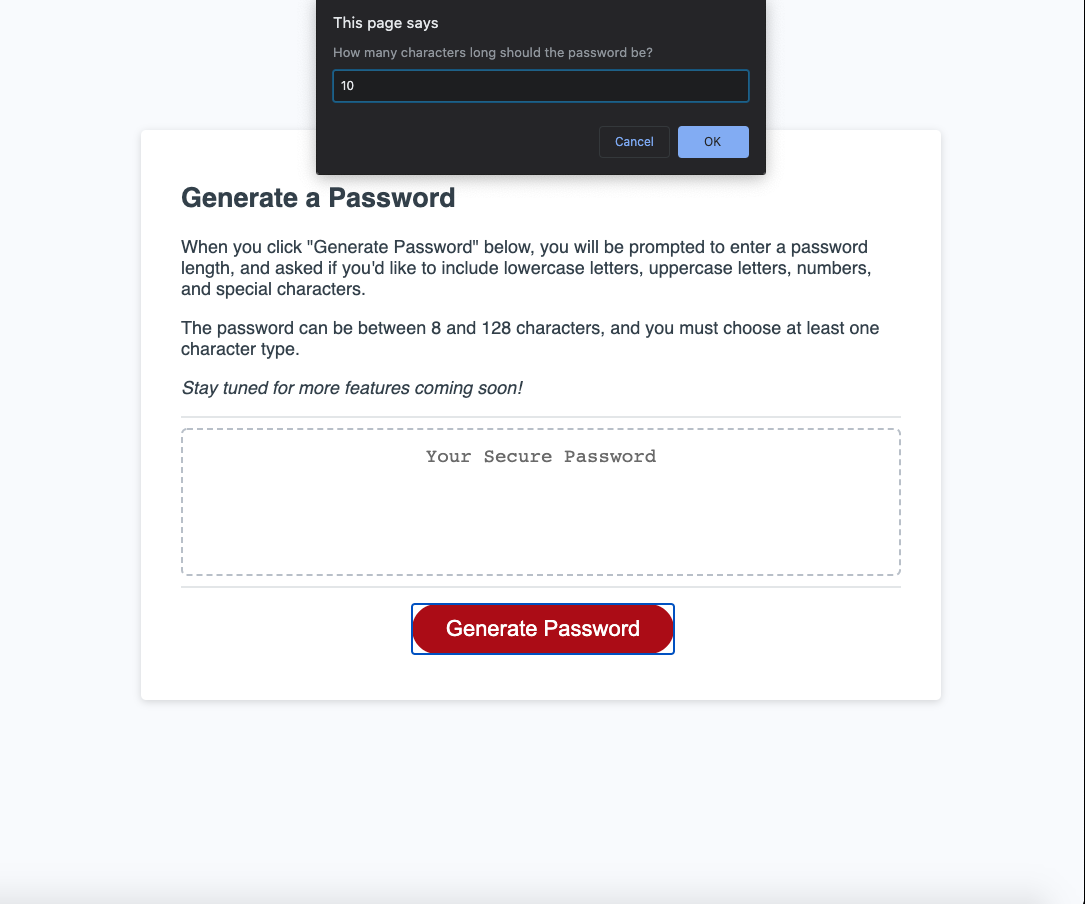 This page says
How many characters long should the password be?
10
Cancel
OK
Generate a Password
When you click "Generate Password" below, you will be prompted to enter a password
length, and asked if you'd like to include lowercase letters, uppercase letters, numbers,
and special characters.
The password can be between 8 and 128 characters, and you must choose at least one
character type.
Stay tuned for more features coming soon!
Your Secure Password
Generate Password